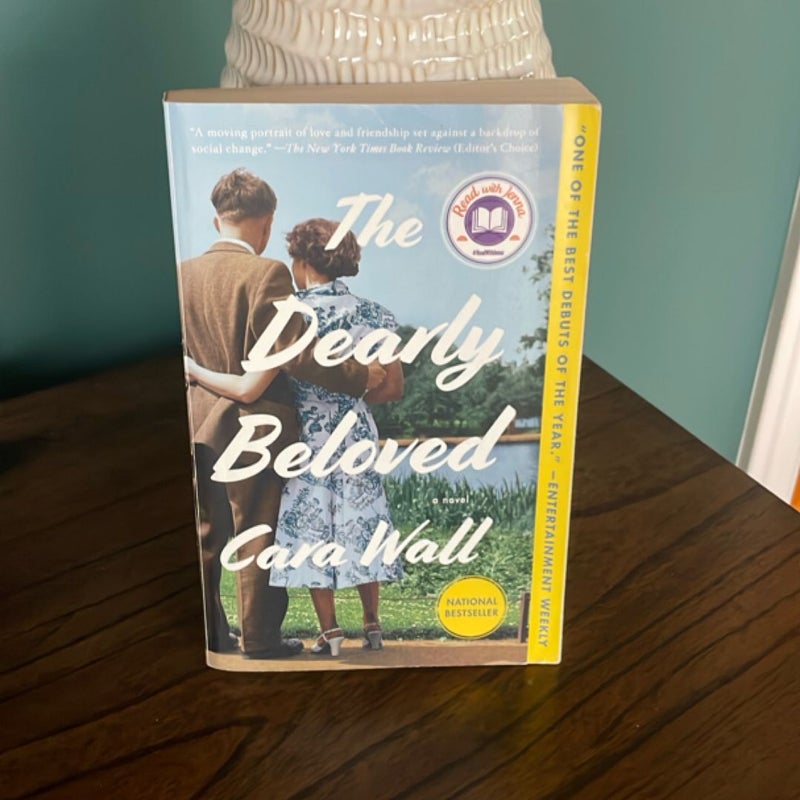 "A moving portrait of love and friendship set against a backdrop of
social change." —The New York Times Book Review (Editor's Choice)
The
Read with Jenna
#ReadWithJenna
Dearly
Beloved
a novel
Cara Wall
NATIONAL
BESTSELLER
"ONE OF THE BEST DEBUTS OF THE YEAR." —ENTERTAINMENT WEEKLY